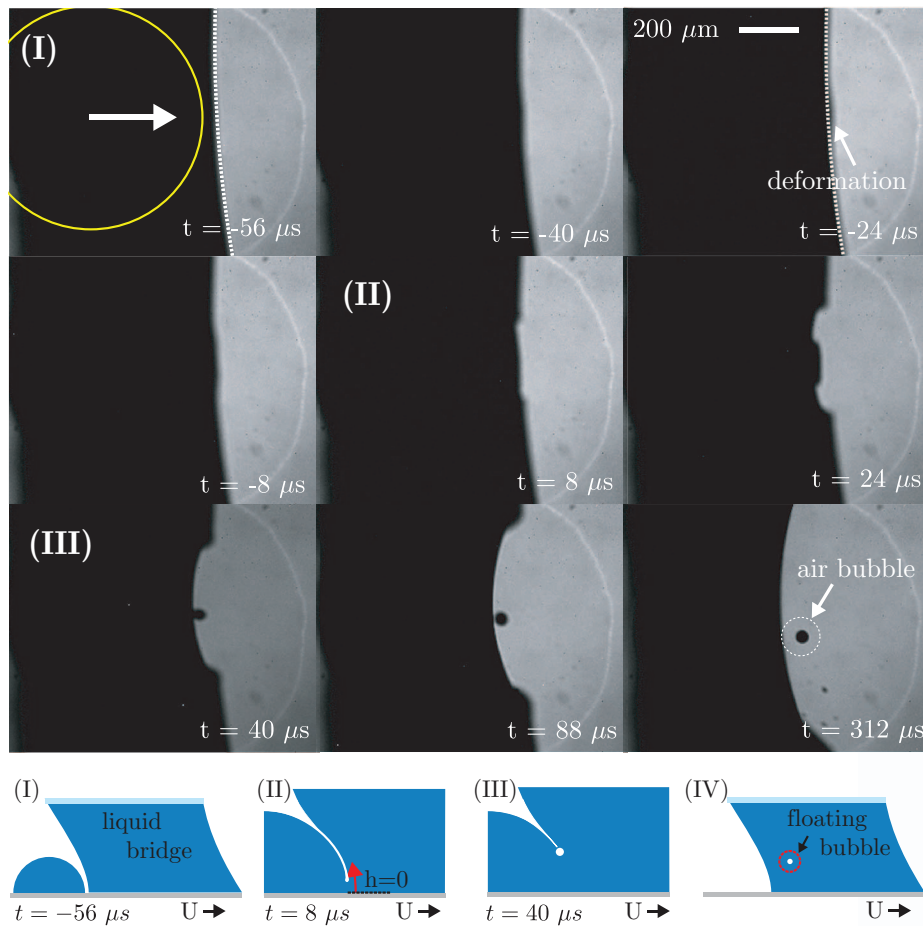 (I)
200 μm
deformation
t = -56 μs
t = -40 μs
t = -24 μs
(II)
t = -8 μs
t = 8 μs
t = 24 μs
(III)
air bubble
t = 40 μs
t = 88 μs
t = 312 μs
(I)
liquid
bridge
t = −56 μs
U
(II)
h=0
t = 8 μs
U
(III)
t = 40 μs
U
(IV)
floating
bubble
U